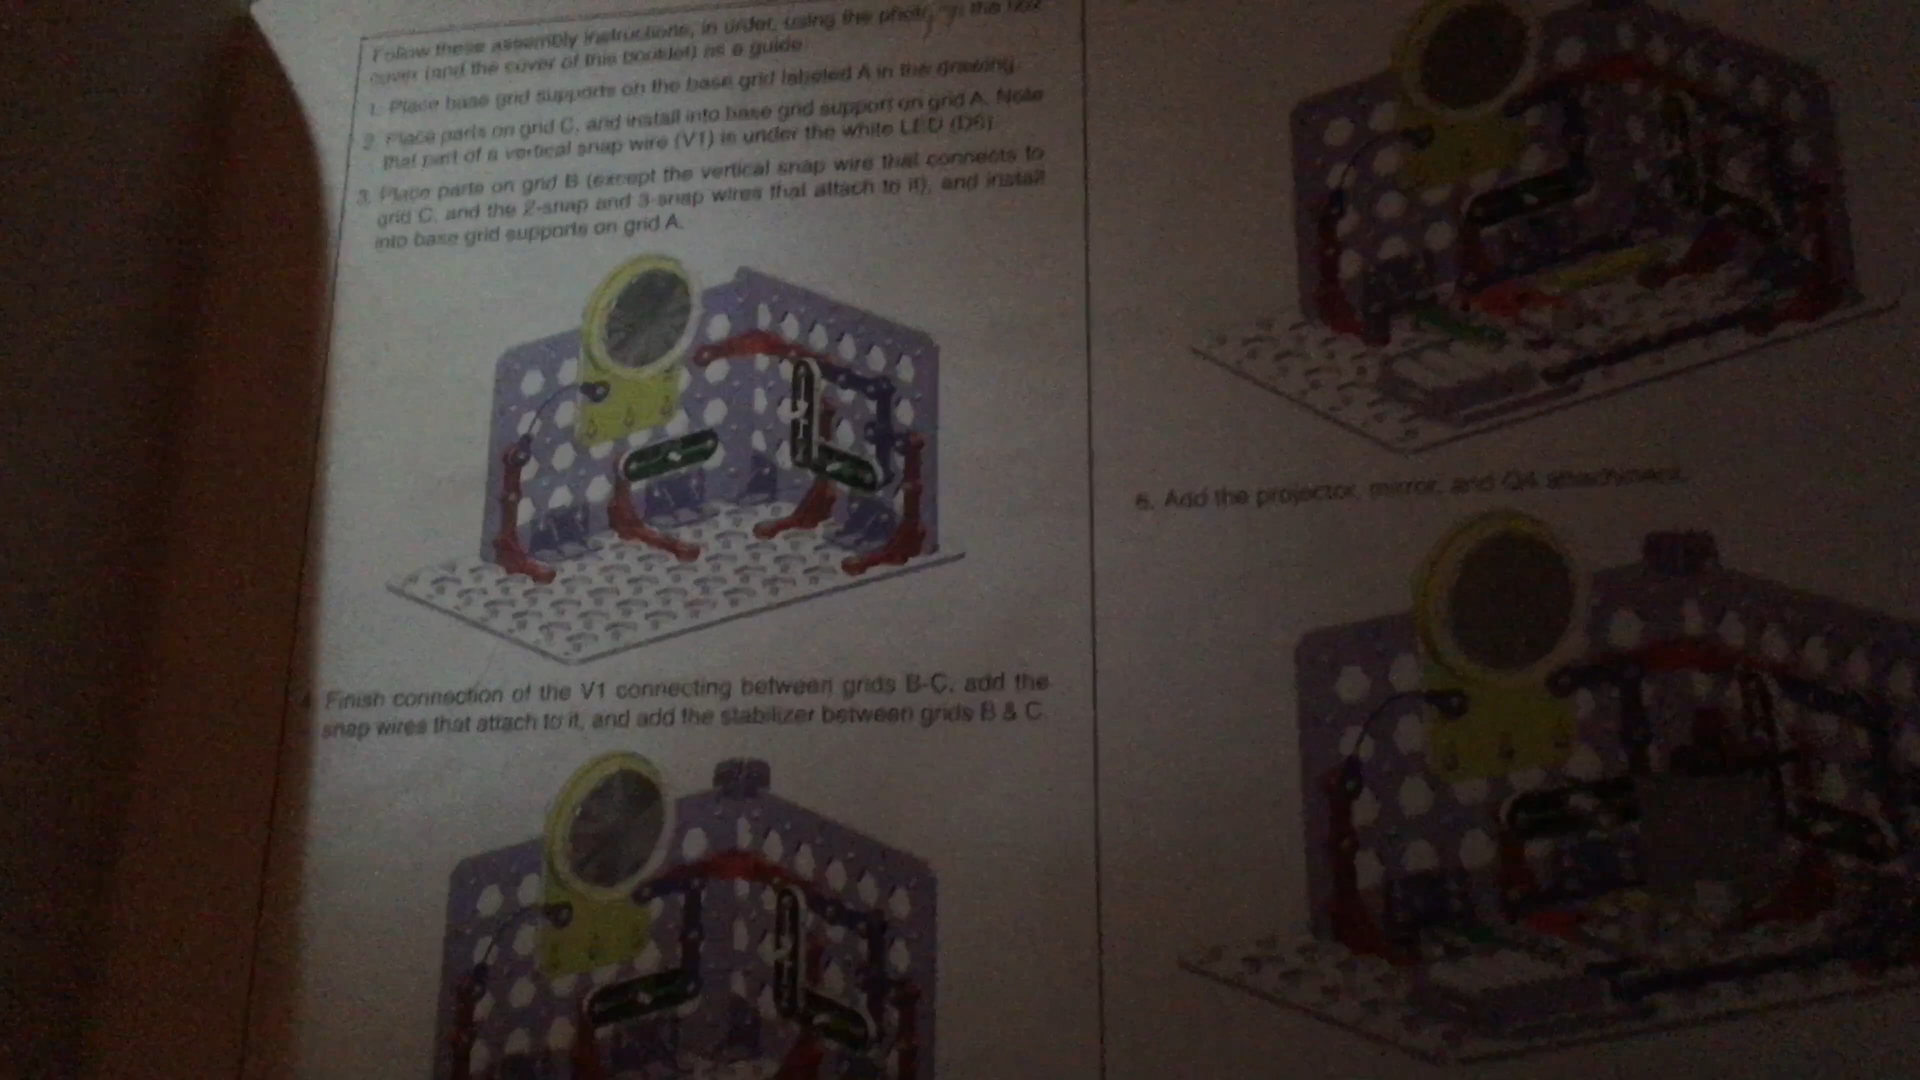 Follow these assembly instructions, in order, using the photo on the box
cover (and the cover of this booklet) as a guide.
1. Place base grid supports on the base grid labeled A in the drawing.
2. Place parts on grid C, and install into base grid support on grid A. Note
that part of a vertical snap wire (V1) is under the white LED (D6).
3. Place parts on grid B (except the vertical snap wire that connects to
grid C, and the 2-snap and 3-snap wires that attach to it), and install
into base grid supports on grid A.
4. Finish connection of the V1 connecting between grids B-C, add the
snap wires that attach to it, and add the stabilizer between grids B & C.
6. Add the projector, mirror, and Q4 attachment.